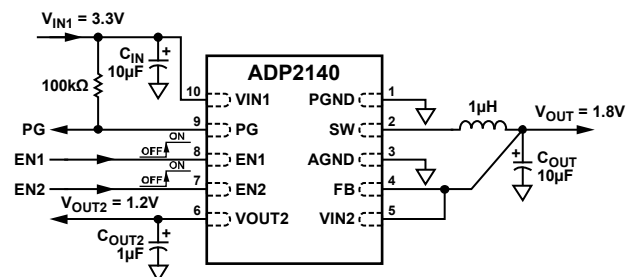 VIN1 = 3.3V
CIN
10µF
100kΩ
ADP2140
10 VIN1
PG 9 PG
EN1 OFF ON 8 EN1
EN2 OFF ON 7 EN2
VOUT2 = 1.2V
6 VOUT2
COUT2
1µF
PGND 1
SW 2
AGND 3
FB 4
VIN2 5
1µH
VOUT = 1.8V
COUT
10µF
+
+
+